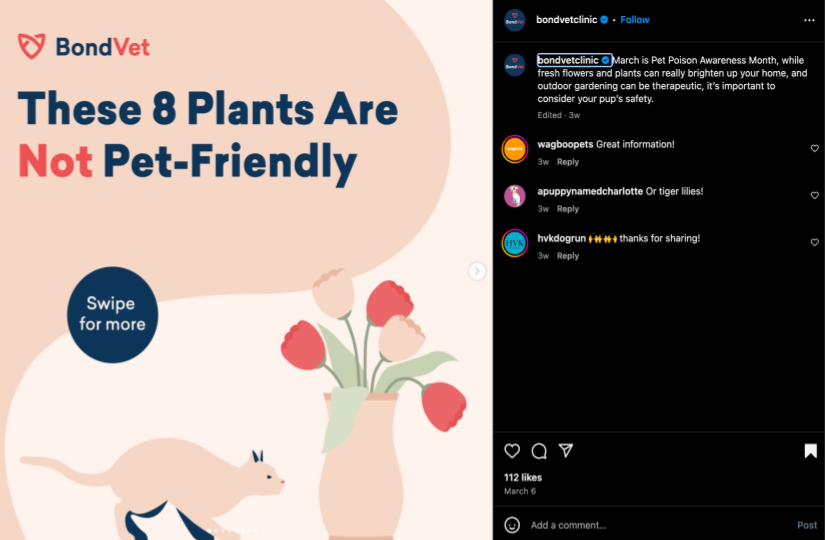 BondVet
These 8 Plants Are
Not Pet-Friendly
Swipe
for more
BondVet
bondvetclinic • Follow
BondVet
bondvetclinic March is Pet Poison Awareness Month, while
fresh flowers and plants can really brighten up your home, and
outdoor gardening can be therapeutic, it's important to
consider your pup's safety.
Edited · 3w
wagboopets Great information!
3w Reply
apuppynamedcharlotte Or tiger lilies!
3w Reply
HVK
hvkdogrun 🙌🙌🙌 thanks for sharing!
3w Reply
112 likes
March 6
Add a comment...
Post